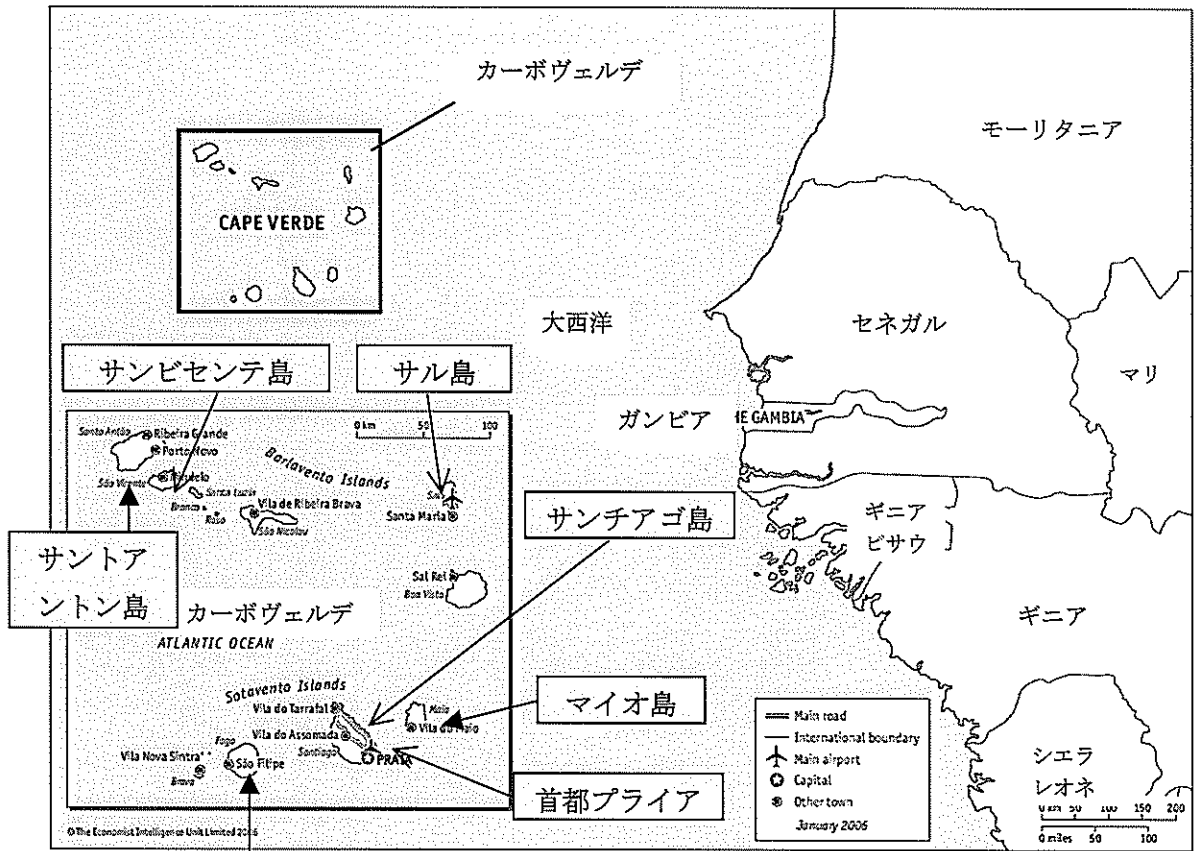 カーボヴェルデ
モーリタニア
CAPE VERDE
大西洋
セネガル
マリ
サンビセンテ島
サル島
ガンビア
HE GAMBIA
Santo Antão
Ribeira Grande
Porto Novo
0 km 50 100
Barlavento Islands
São Vicente
Mindelo
Santa Luzia
Branco
Raso
Vila de Ribeira Brava
São Nicolau
Sal
Santa Maria
サンチアゴ島
ギニア
ビサウ
サントア
ントン島
Sal Rei
Boa Vista
カーボヴェルデ
ATLANTIC OCEAN
ギニア
Sotavento Islands
Vila do Tarrafal
Maio
マイオ島
Vila do Maio
Vila do Assomada
Santiago
PRAIA
Vila Nova Sintra
Fogo
São Filipe
Brava
首都プライア
Main road
International boundary
Main airport
Capital
Other town
January 2006
シエラ
レオネ
0 km 50 100 150 200
0 miles 50 100
© The Economist Intelligence Unit Limited 2006